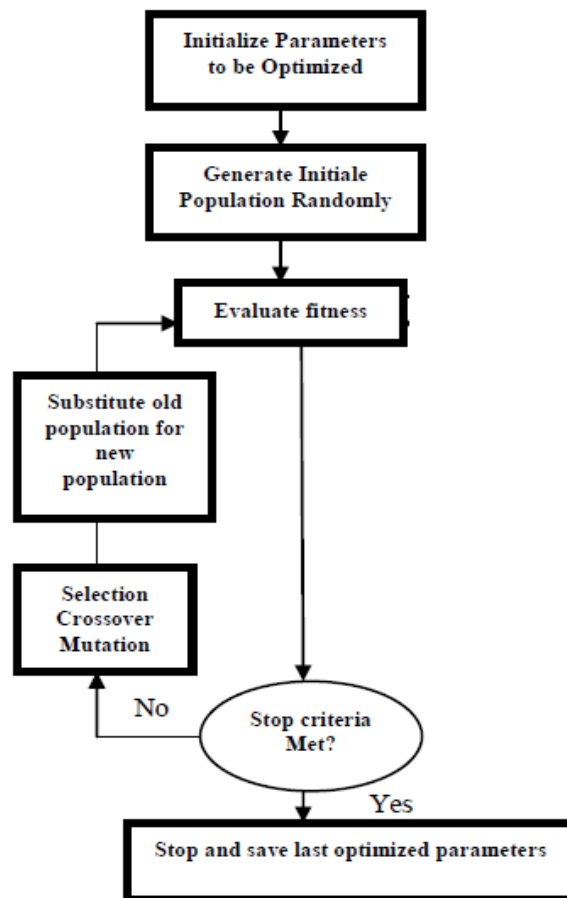 Initialize Parameters
to be Optimized
Generate Initiale
Population Randomly
Evaluate fitness
Substitute old
population for
new
population
Selection
Crossover
Mutation
No
Stop criteria
Met?
Yes
Stop and save last optimized parameters